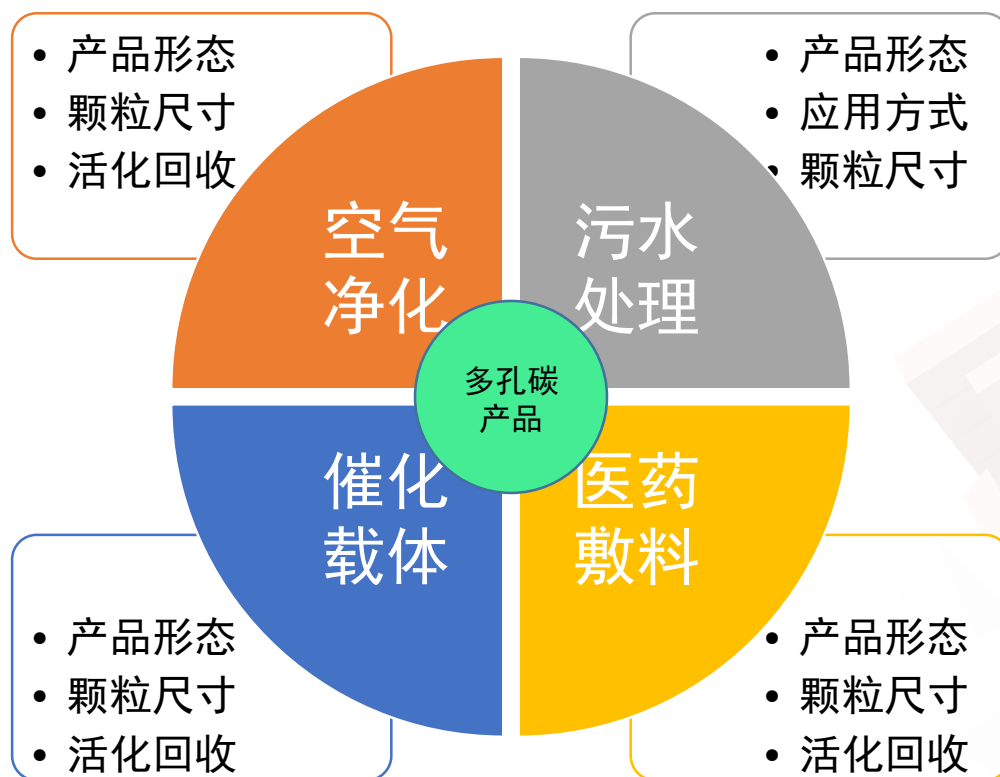 • 产品形态
• 颗粒尺寸
• 活化回收
• 产品形态
• 应用方式
• 颗粒尺寸
空气
净化
污水
处理
多孔碳
产品
催化
载体
医药
敷料
• 产品形态
• 颗粒尺寸
• 活化回收
• 产品形态
• 颗粒尺寸
• 活化回收